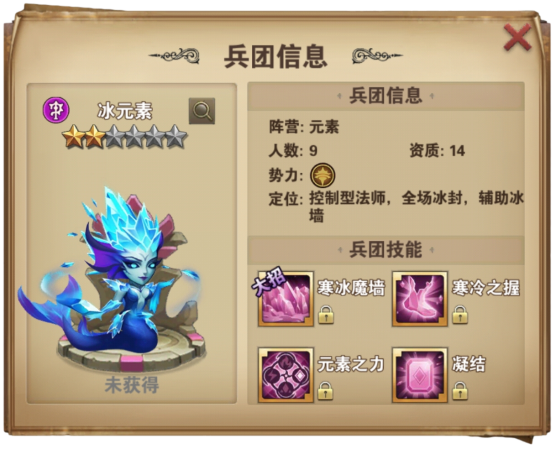 兵团信息
冰元素
未获得
兵团信息
阵营: 元素
人数: 9 资质: 14
势力:
定位: 控制型法师，全场冰封，辅助冰
墙
兵团技能
大招 寒冰魔墙 寒冷之握
元素之力 凝结